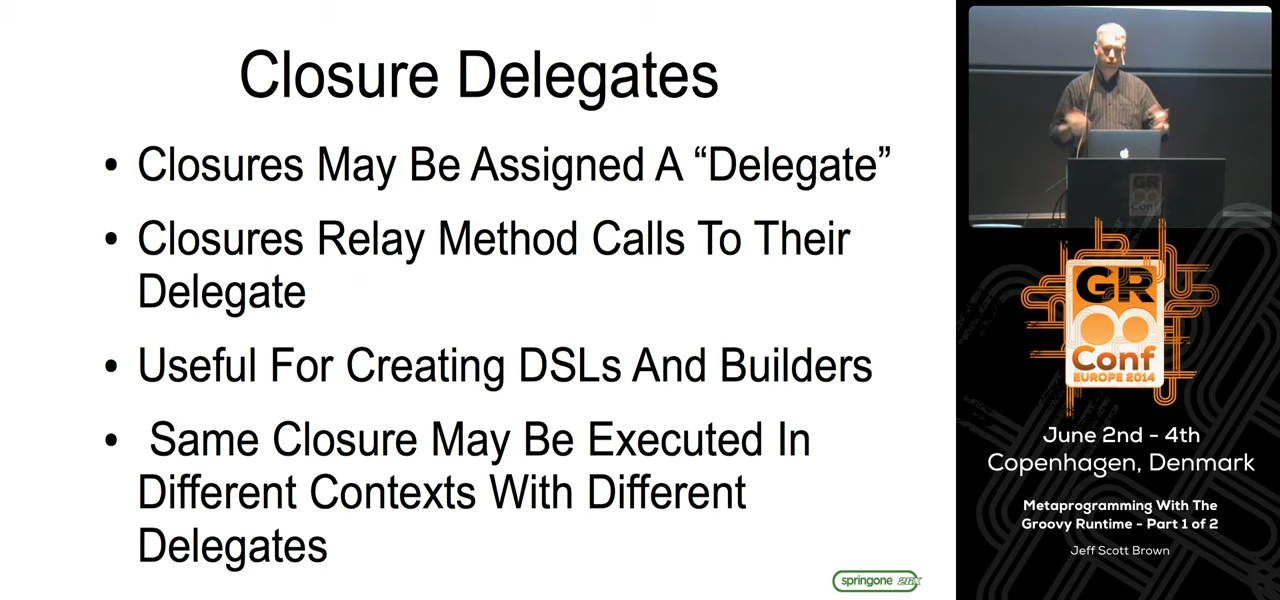 Closure Delegates
• Closures May Be Assigned A “Delegate”
• Closures Relay Method Calls To Their
Delegate
• Useful For Creating DSLs And Builders
• Same Closure May Be Executed In
Different Contexts With Different
Delegates
springone 2GX
GR
Conf
GR
Conf
EUROPE 2014
June 2nd - 4th
Copenhagen, Denmark
Metaprogramming With The
Groovy Runtime - Part 1 of 2
Jeff Scott Brown